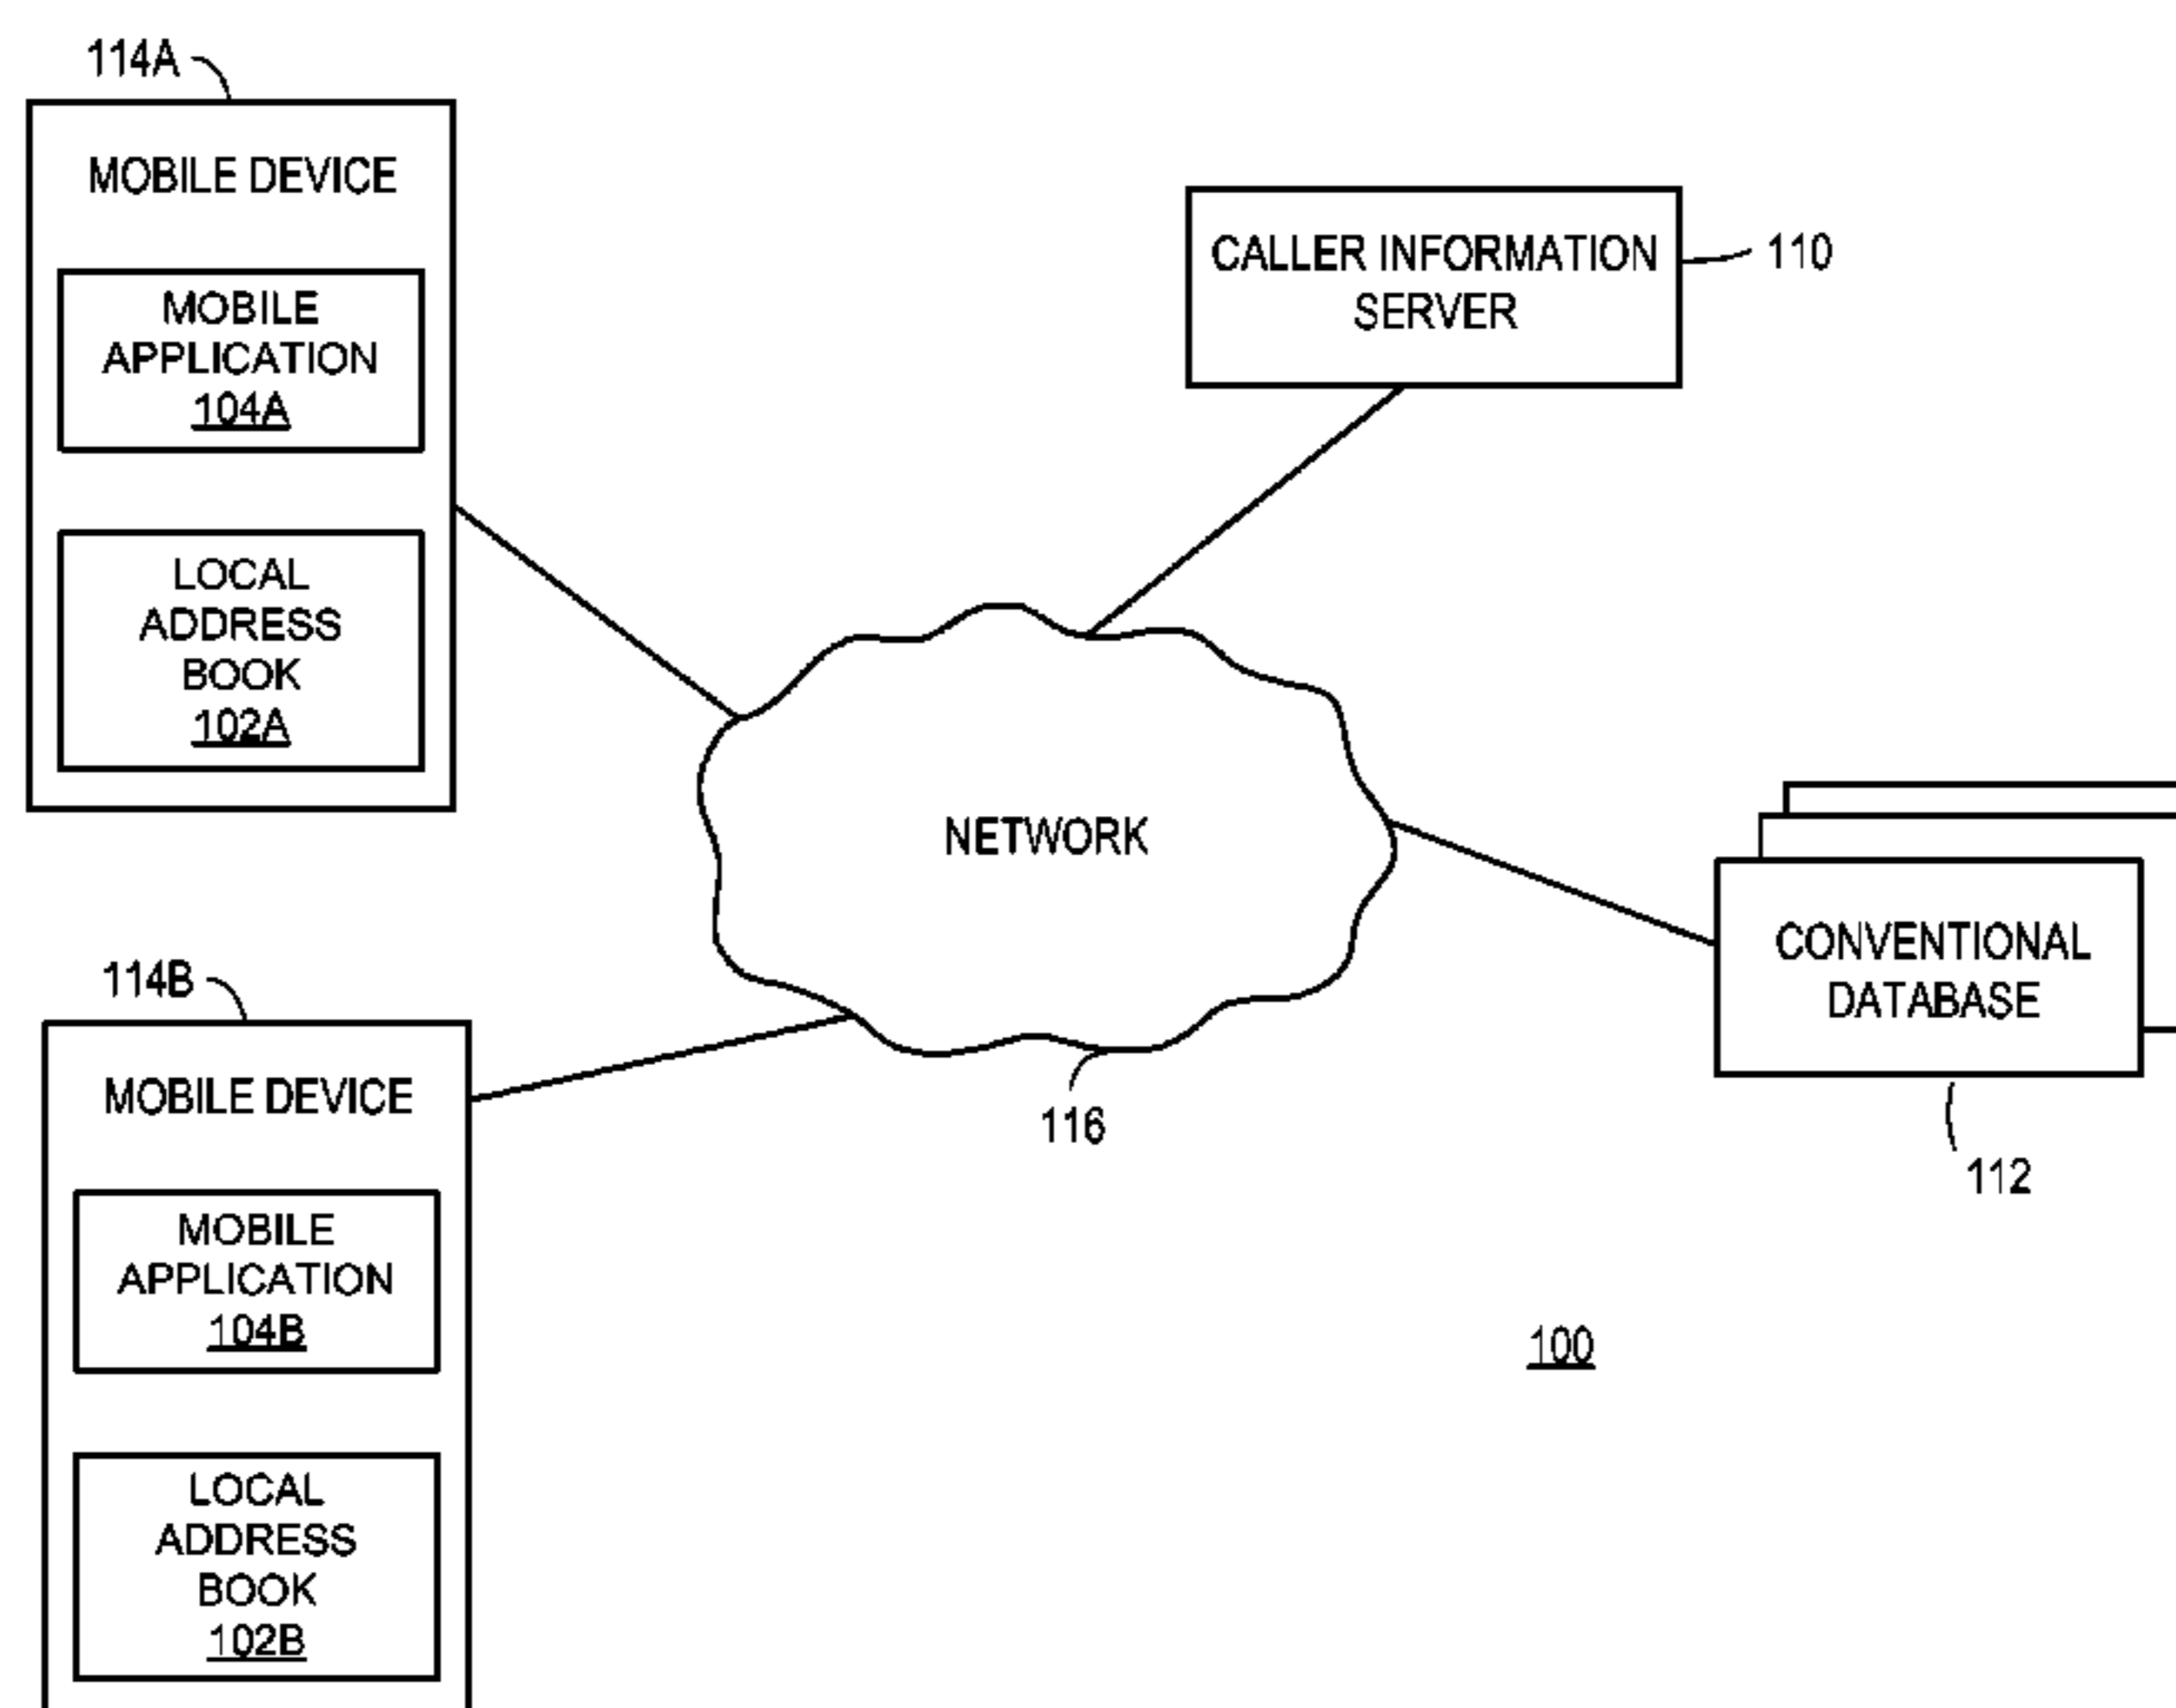 114A
MOBILE DEVICE
MOBILE
APPLICATION
104A
LOCAL
ADDRESS
BOOK
102A
CALLER INFORMATION
SERVER
110
NETWORK
116
CONVENTIONAL
DATABASE
112
114B
MOBILE DEVICE
MOBILE
APPLICATION
104B
LOCAL
ADDRESS
BOOK
102B
100